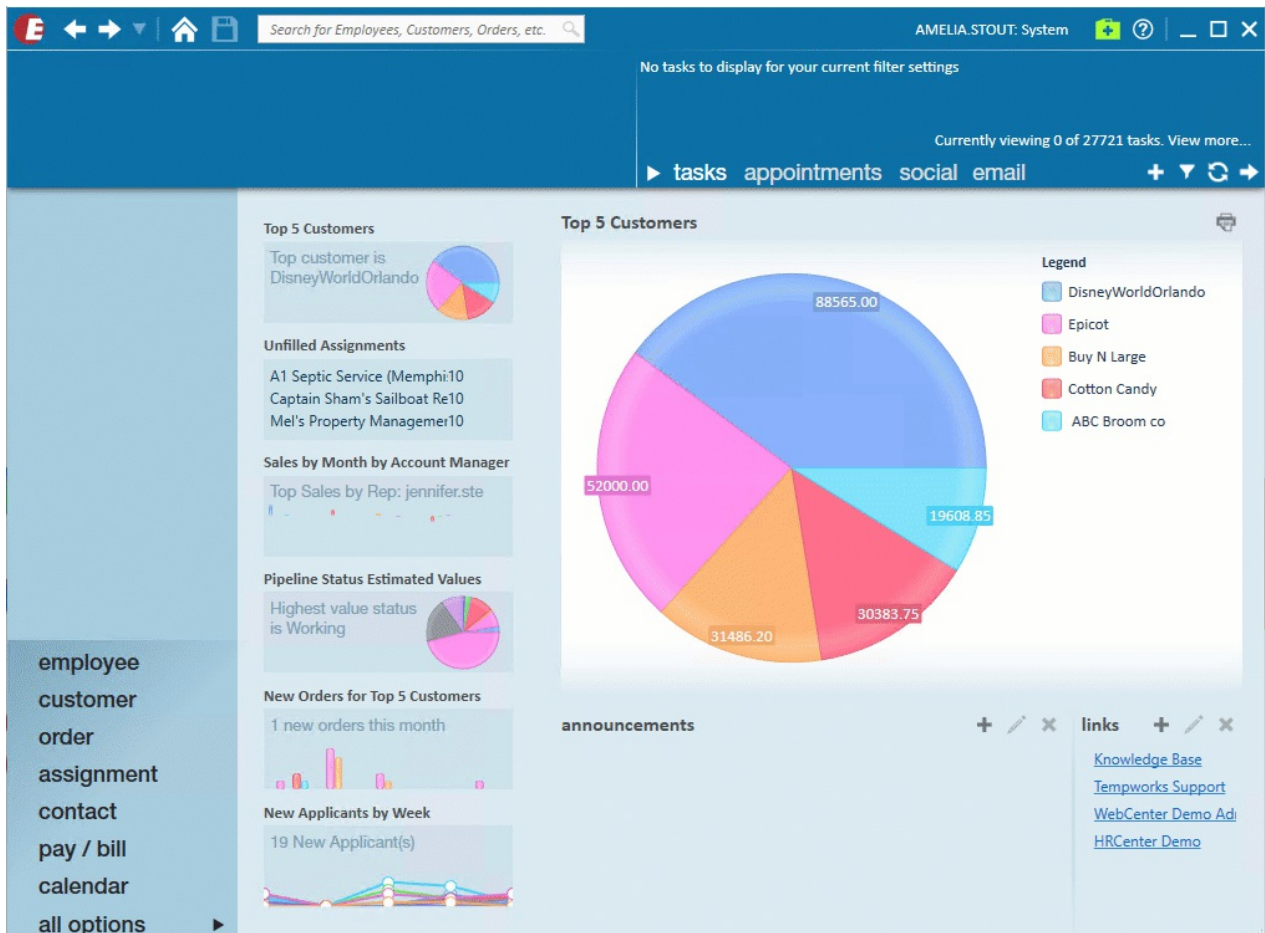 E
Search for Employees, Customers, Orders, etc.
AMELIA.STOUT: System
No tasks to display for your current filter settings
Currently viewing 0 of 27721 tasks. View more...
tasks appointments social email
Top 5 Customers
Top customer is
DisneyWorldOrlando
Unfilled Assignments
A1 Septic Service (Memphi:10
Captain Sham's Sailboat Re10
Mel's Property Managemer10
Sales by Month by Account Manager
Top Sales by Rep: jennifer.ste
Pipeline Status Estimated Values
Highest value status
is Working
New Orders for Top 5 Customers
1 new orders this month
New Applicants by Week
19 New Applicant(s)
employee
customer
order
assignment
contact
pay / bill
calendar
all options
Top 5 Customers
88565.00
52000.00
19608.85
30383.75
31486.20
Legend
DisneyWorldOrlando
Epicot
Buy N Large
Cotton Candy
ABC Broom co
announcements
links
Knowledge Base
Tempworks Support
WebCenter Demo Adı
HRCenter Demo